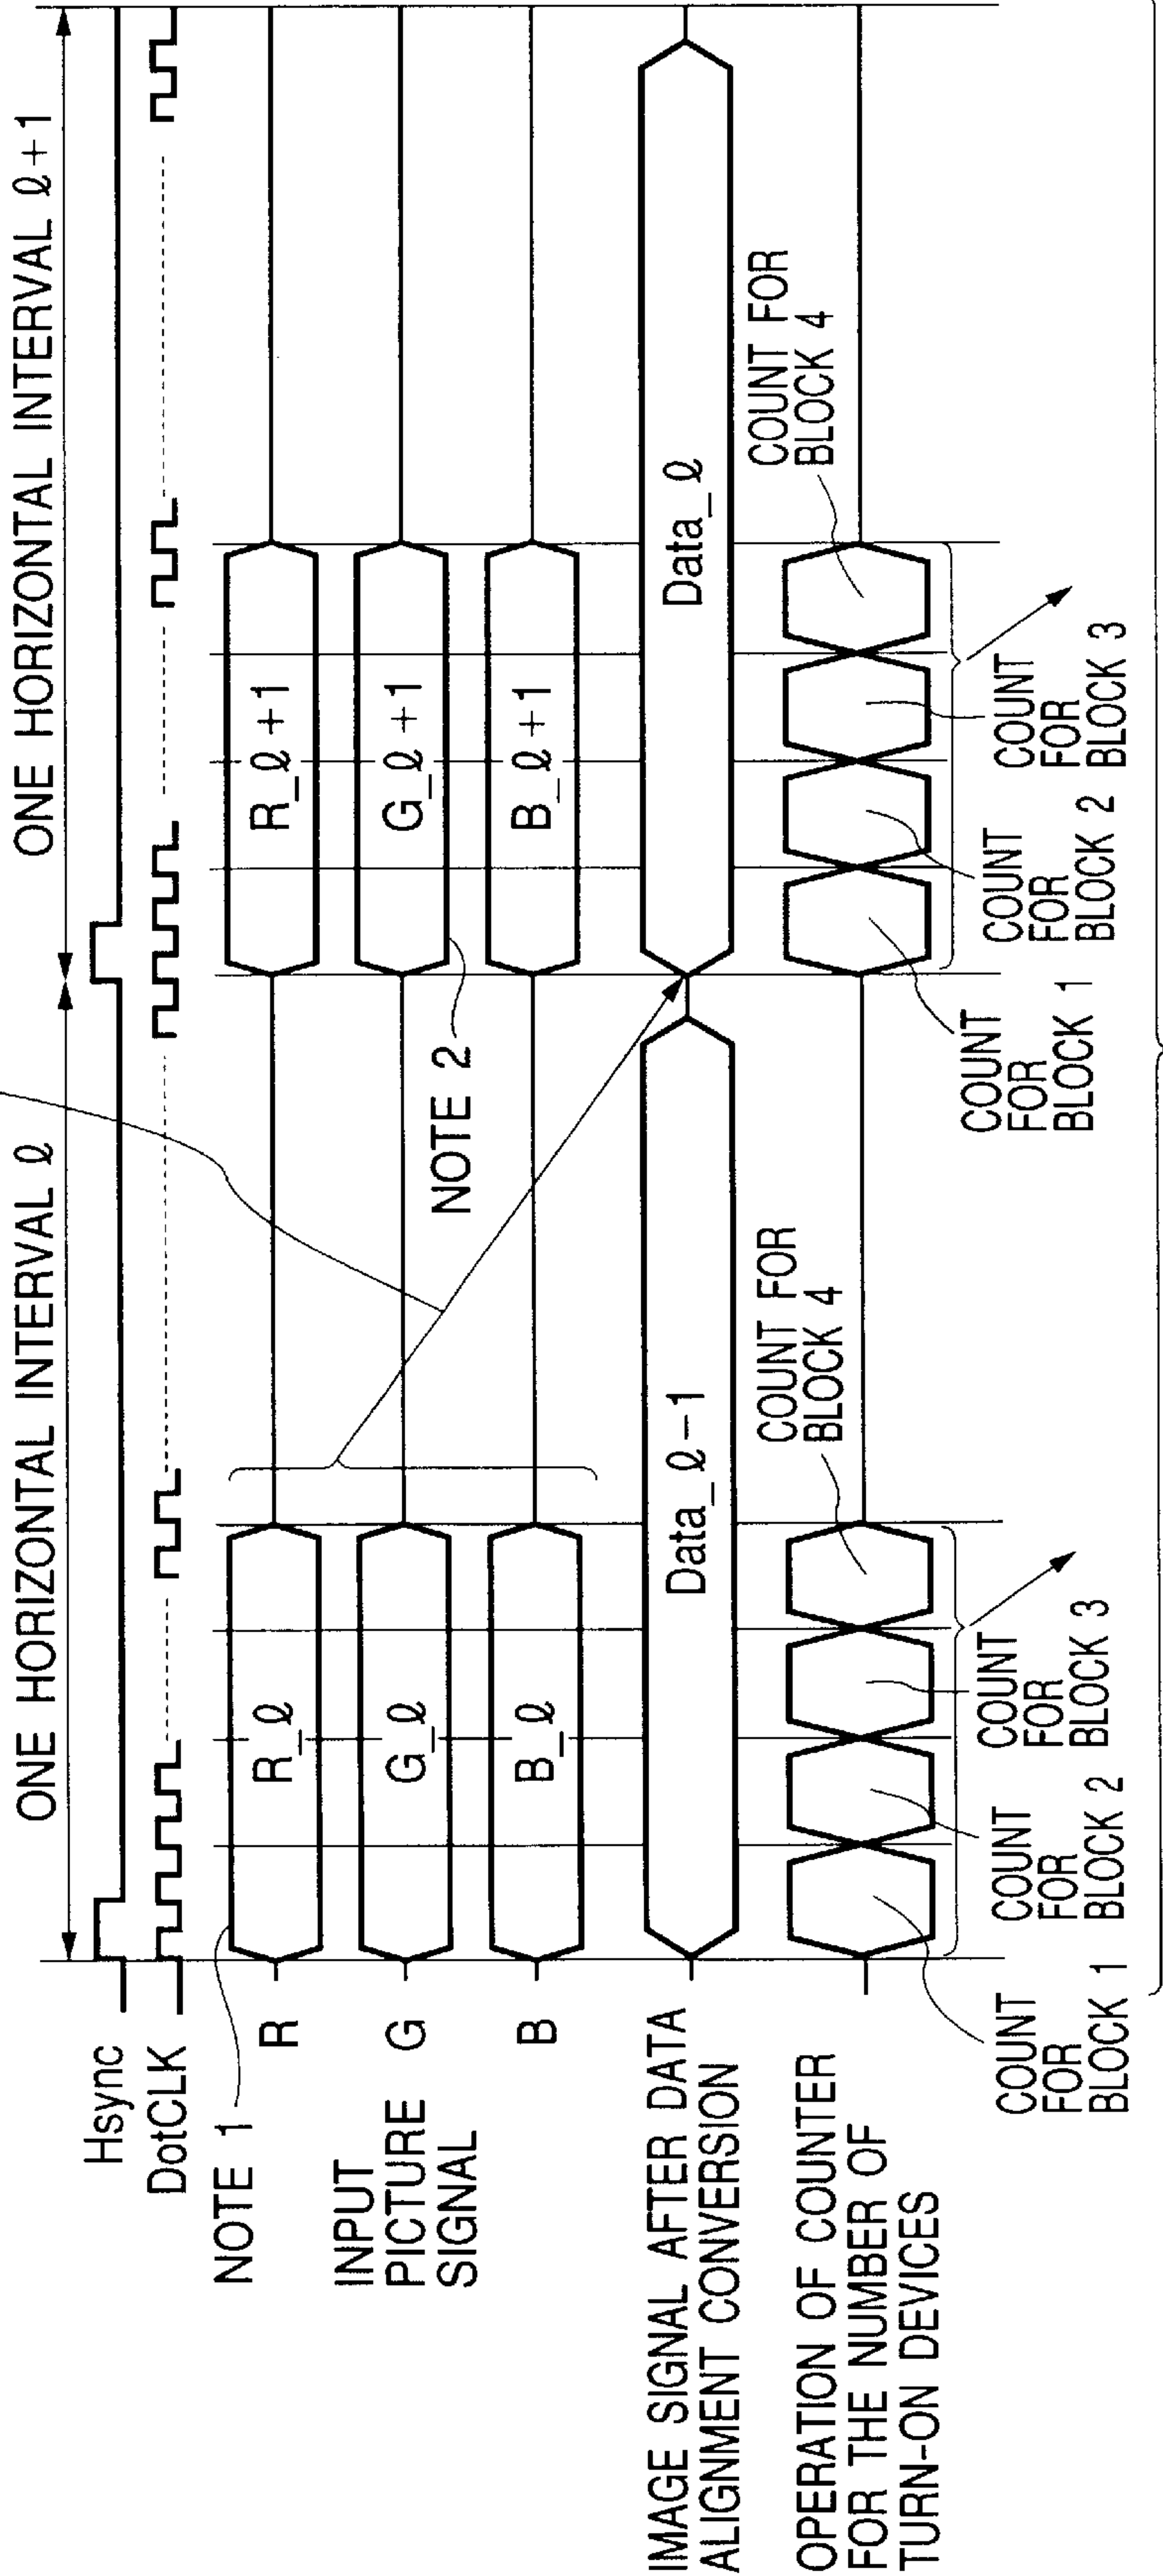 ONE HORIZONTAL INTERVAL ℓ
ONE HORIZONTAL INTERVAL ℓ+1
Hsync
DotCLK
NOTE 1
INPUT
PICTURE
SIGNAL
R
G
B
R_ℓ
G_ℓ
B_ℓ
R_ℓ+1
G_ℓ+1
B_ℓ+1
NOTE 2
IMAGE SIGNAL AFTER DATA
ALIGNMENT CONVERSION
Data_ℓ-1
Data_ℓ
OPERATION OF COUNTER
FOR THE NUMBER OF
TURN-ON DEVICES
COUNT FOR
BLOCK 4
COUNT FOR
BLOCK 4
COUNT
FOR
BLOCK 1
COUNT
FOR
BLOCK 2
COUNT
FOR
BLOCK 3
COUNT
FOR
BLOCK 1
COUNT
FOR
BLOCK 2
COUNT
FOR
BLOCK 3